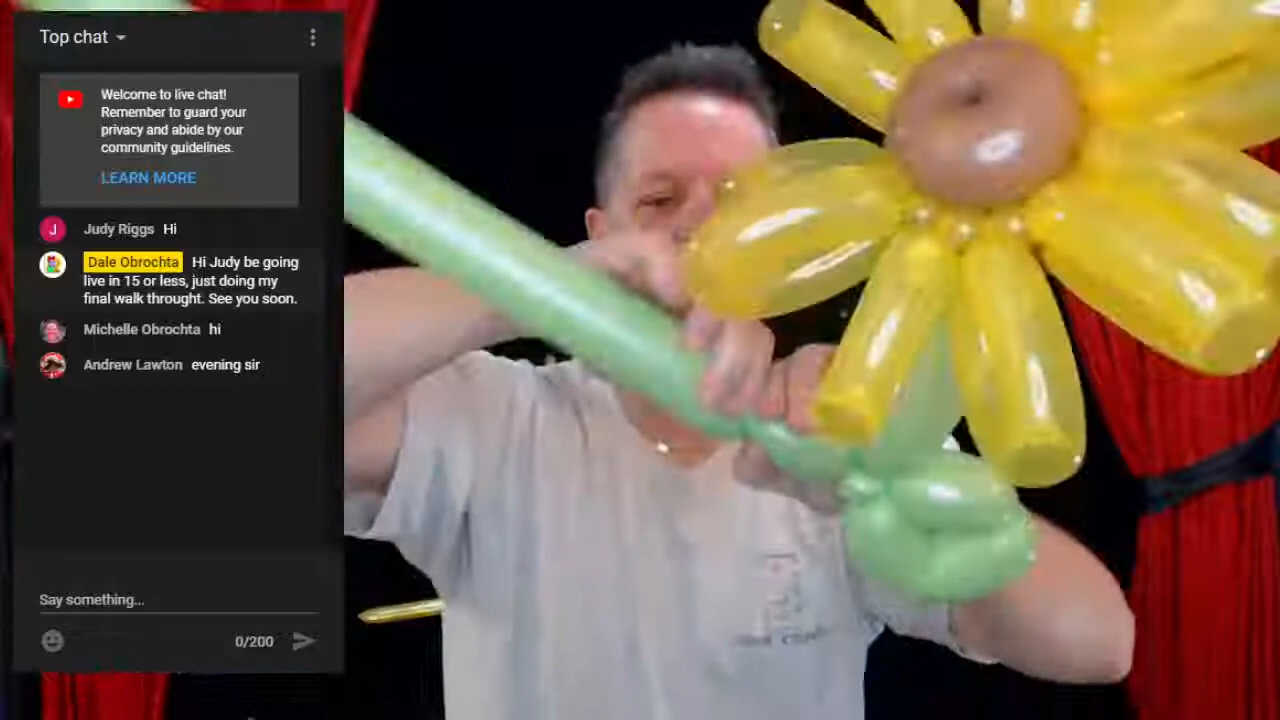 Top chat
Welcome to live chat!
Remember to guard your
privacy and abide by our
community guidelines.
LEARN MORE
Judy Riggs Hi
Dale Obrochta Hi Judy be going
live in 15 or less, just doing my
final walk throught. See you soon.
Michelle Obrochta hi
Andrew Lawton evening sir
Say something...
0/200